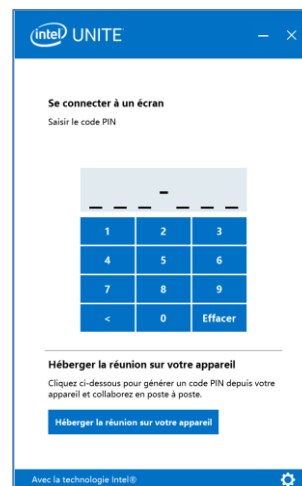 intel UNITE
Se connecter à un écran
Saisir le code PIN
_ _ _ - _ _ _
1 2 3
4 5 6
7 8 9
< 0 Effacer
Héberger la réunion sur votre appareil
Cliquez ci-dessous pour générer un code PIN depuis votre
appareil et collaborez en poste à poste.
Héberger la réunion sur votre appareil
Avec la technologie Intel®